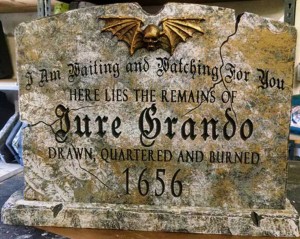 I Am Waiting and Watching For You
HERE LIES THE REMAINS OF
Jure Grando
DRAWN, QUARTERED AND BURNED
1656